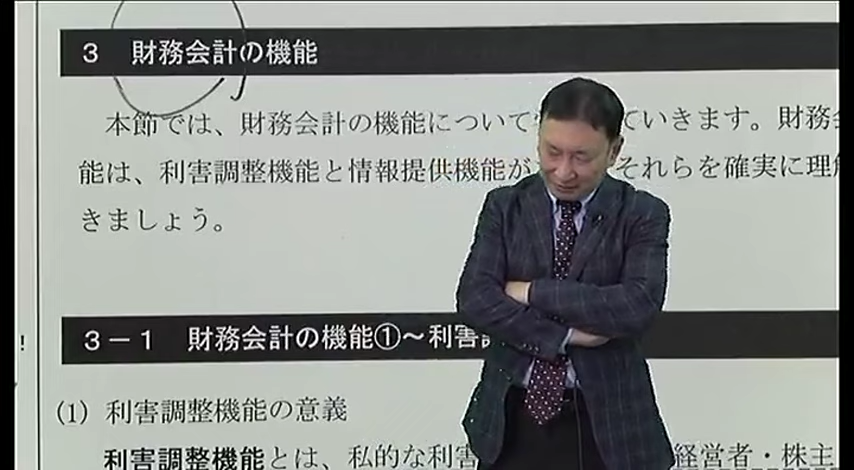 3 財務会計の機能
本節では、財務会計の機能について ていきます。財務
能は、利害調整機能と情報提供機能が それらを確実に理
きましょう。
3－1 財務会計の機能①～利害
!
(1) 利害調整機能の意義
利害調整機能とは、私的な利害 経営者・株主